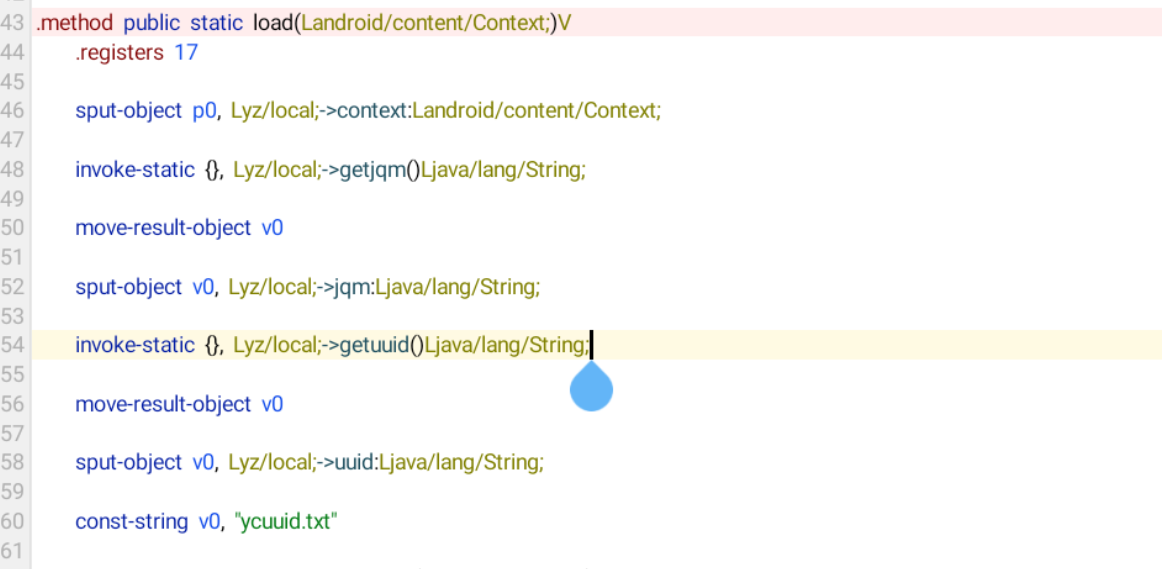 43 .method public static load(Landroid/content/Context;)V
44 .registers 17
45
46 sput-object p0, Lyz/local;->context:Landroid/content/Context;
47
48 invoke-static {}, Lyz/local;->getjqm()Ljava/lang/String;
49
50 move-result-object v0
51
52 sput-object v0, Lyz/local;->jqm:Ljava/lang/String;
53
54 invoke-static {}, Lyz/local;->getuuid()Ljava/lang/String;
55
56 move-result-object v0
57
58 sput-object v0, Lyz/local;->uuid:Ljava/lang/String;
59
60 const-string v0, "ycuuid.txt"
61